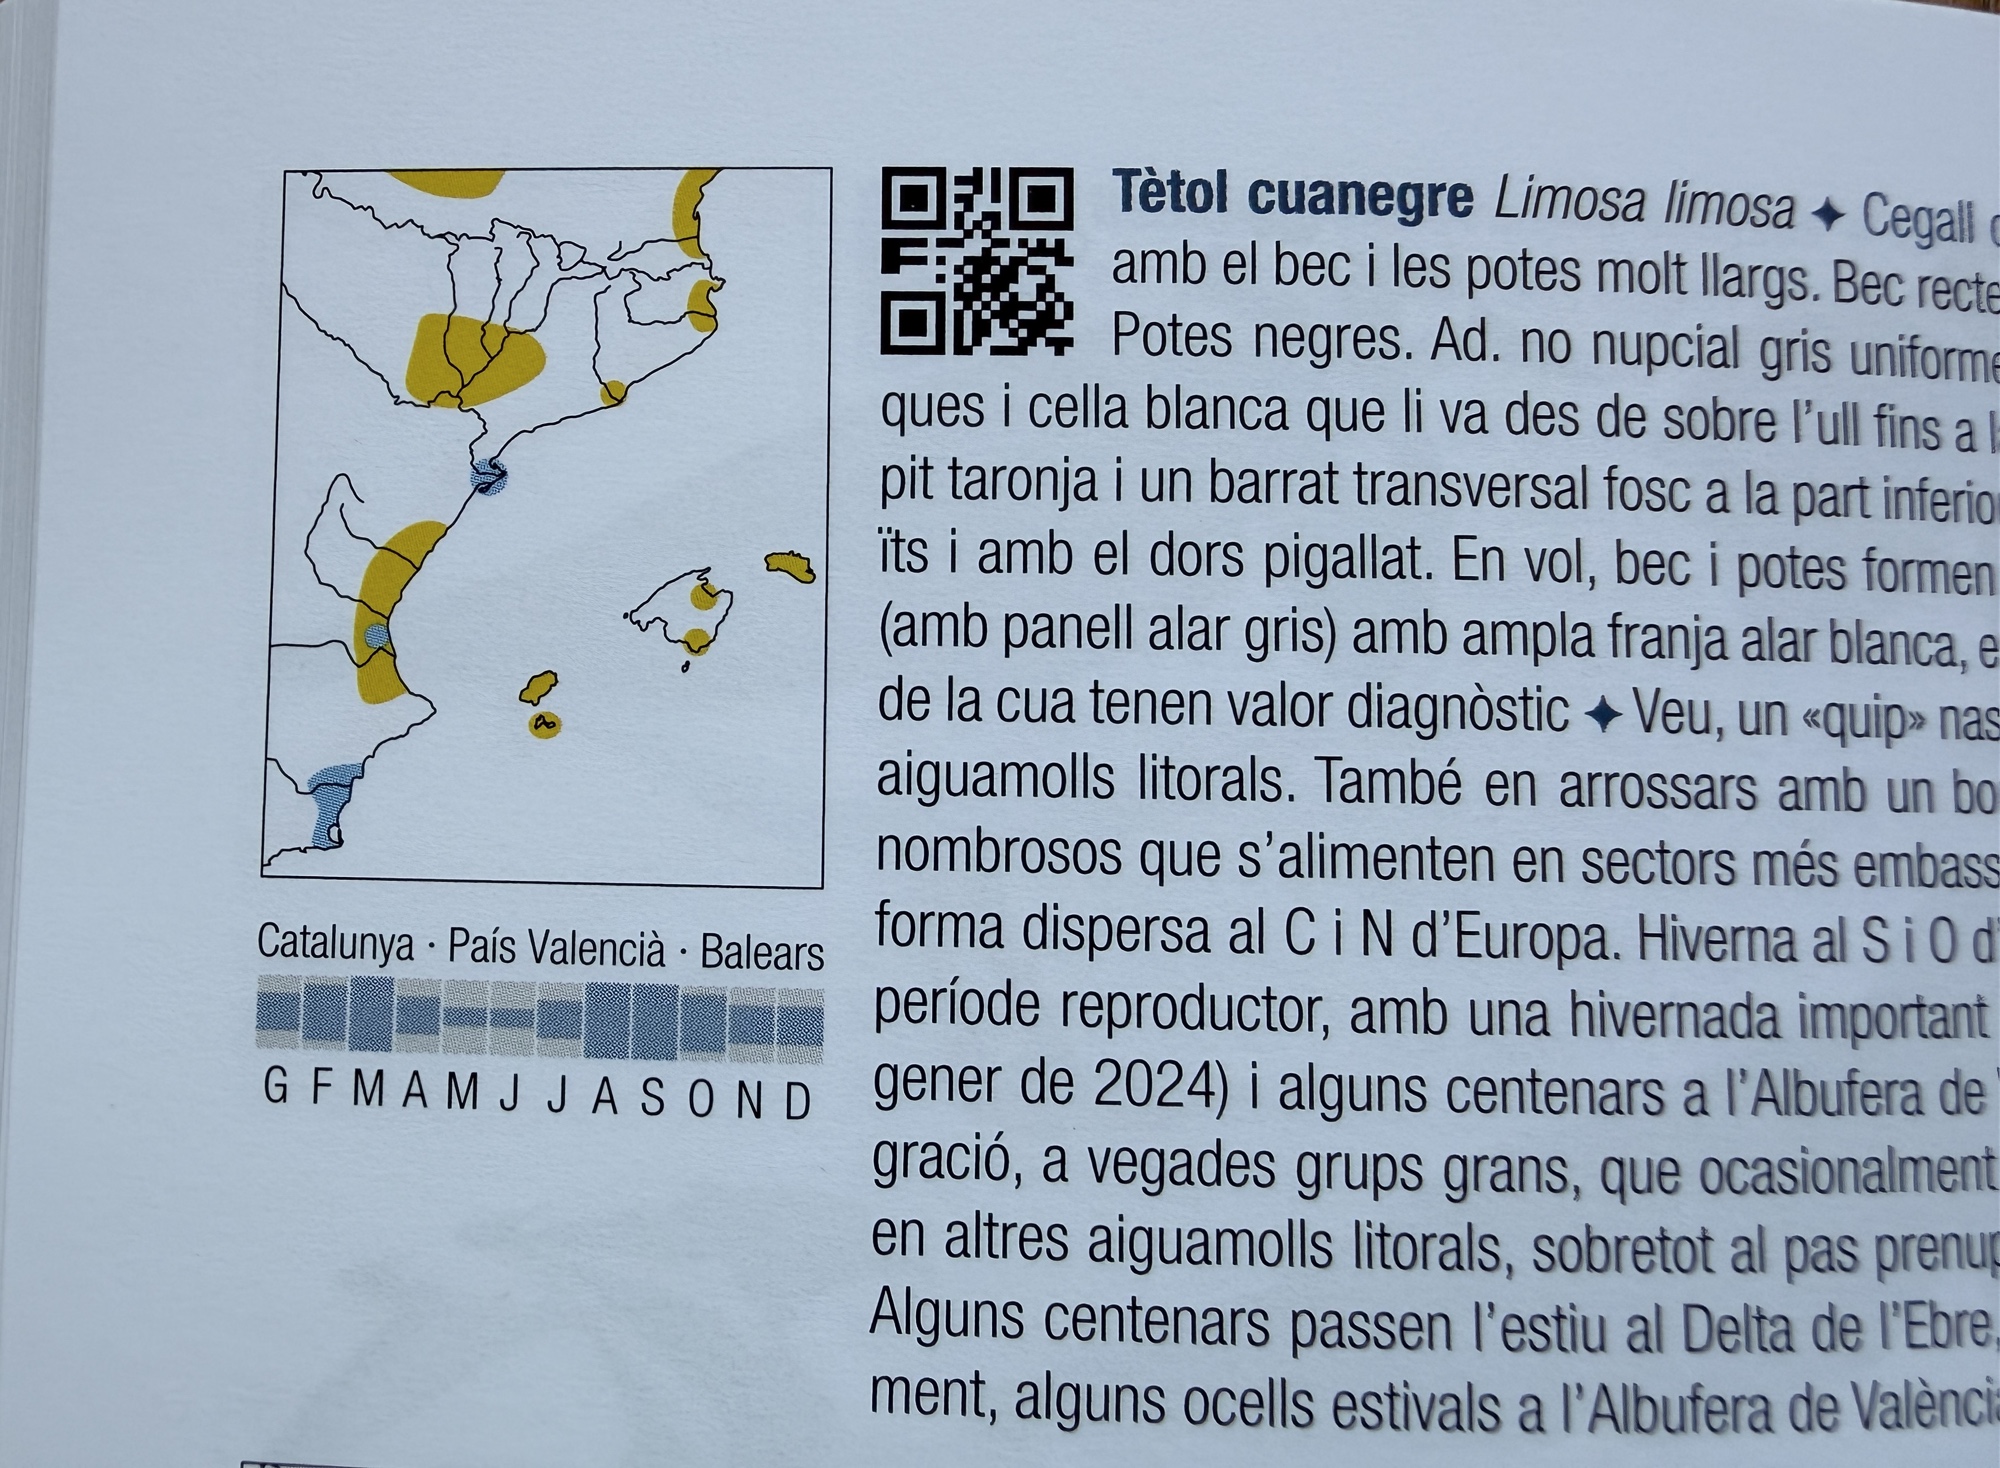 Tètol cuanegre Limosa limosa ✦ Cegall
amb el bec i les potes molt llargs. Bec recte
Potes negres. Ad. no nupcial gris uniforme
ques i cella blanca que li va des de sobre l’ull fins a
pit taronja i un barrat transversal fosc a la part inferio
ïts i amb el dors pigallat. En vol, bec i potes formen
(amb panell alar gris) amb ampla franja alar blanca, e
de la cua tenen valor diagnòstic ✦ Veu, un «quip» nas
aiguamolls litorals. També en arrossars amb un bo
nombrosos que s’alimenten en sectors més embass
forma dispersa al C i N d’Europa. Hiverna al S i O d’
període reproductor, amb una hivernada important
gener de 2024) i alguns centenars a l’Albufera de
gració, a vegades grups grans, que ocasionalment
en altres aiguamolls litorals, sobretot al pas prenup
Alguns centenars passen l’estiu al Delta de l’Ebre,
ment, alguns ocells estivals a l’Albufera de Valènci
Catalunya · País Valencià · Balears
G F M A M J J A S O N D